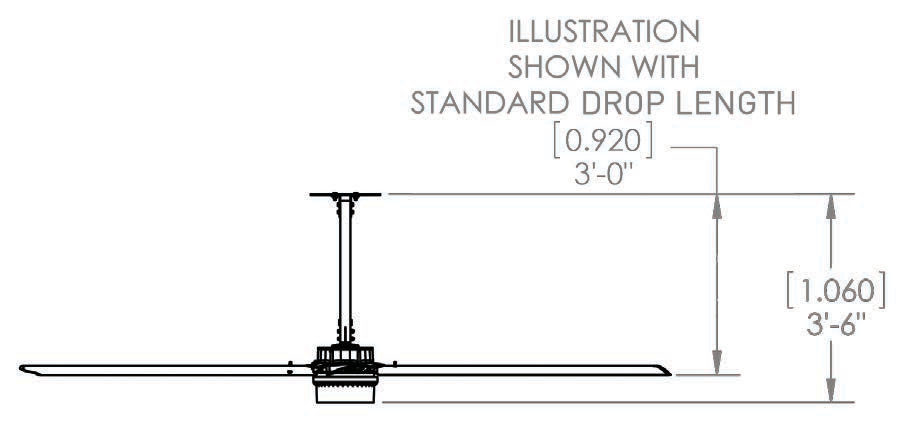 ILLUSTRATION
SHOWN WITH
STANDARD DROP LENGTH
[0.920]
3'-0"
[1.060]
3'-6"